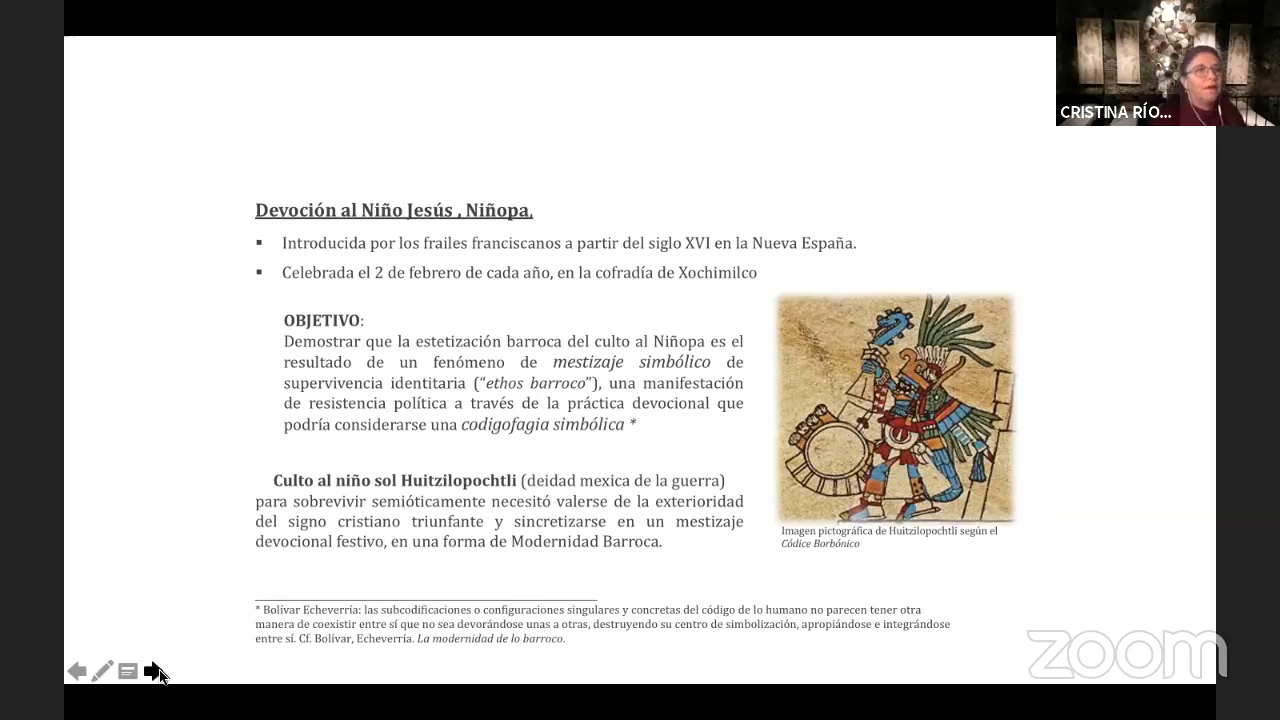 CRISTINA RÍO...
Devoción al Niño Jesús , Niñopa,
▪ Introducida por los frailes franciscanos a partir del siglo XVI en la Nueva España.
▪ Celebrada el 2 de febrero de cada año, en la cofradía de Xochimilco
OBJETIVO:
Demostrar que la estetización barroca del culto al Niñopa es el
resultado de un fenómeno de mestizaje simbólico de
supervivencia identitaria (“ethos barroco”), una manifestación
de resistencia política a través de la práctica devocional que
podría considerarse una codigofagia simbólica *
Culto al niño sol Huitzilopochtli (deidad mexica de la guerra)
para sobrevivir semióticamente necesitó valerse de la exterioridad
del signo cristiano triunfante y sincretizarse en un mestizaje
devocional festivo, en una forma de Modernidad Barroca.
Imagen pictográfica de Huitzilopochtli según el
Códice Borbónico
* Bolívar Echeverría: las subcodificaciones o configuraciones singulares y concretas del código de lo humano no parecen tener otra
manera de coexistir entre sí que no sea devorándose unas a otras, destruyendo su centro de simbolización, apropiándose e integrándose
entre sí. Cf. Bolívar, Echeverría. La modernidad de lo barroco.
zoom